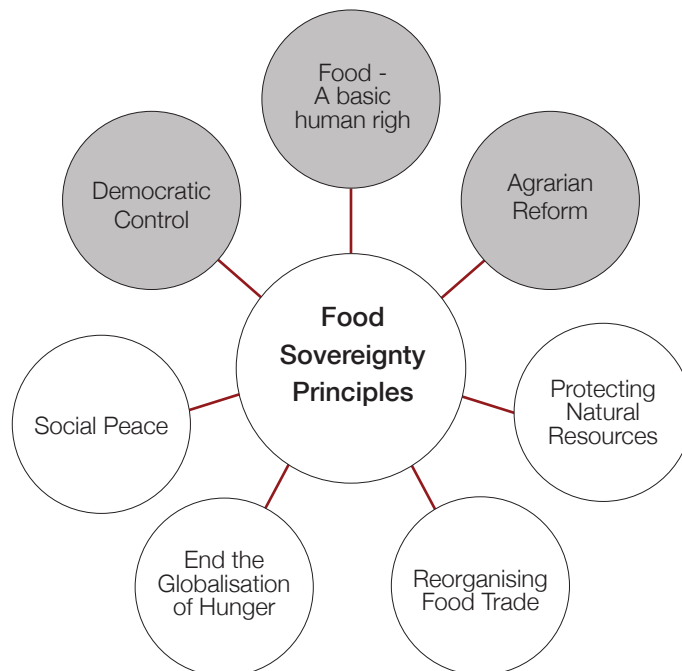 Food -
A basic
human righ
Democratic
Control
Agrarian
Reform
Food
Sovereignty
Principles
Social Peace
Protecting
Natural
Resources
End the
Globalisation
of Hunger
Reorganising
Food Trade